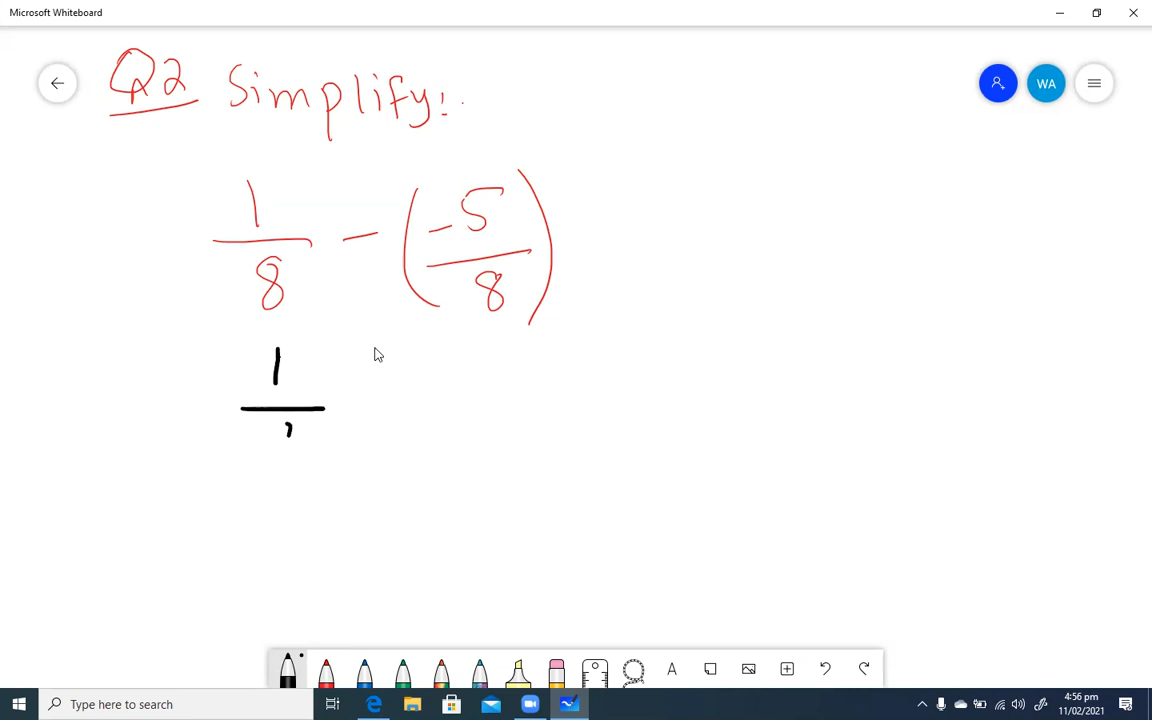 Microsoft Whiteboard
Q2 Simplify:
WA
1/8 - (-5/8)
1
A
Type here to search
4:56 pm
11/02/2021